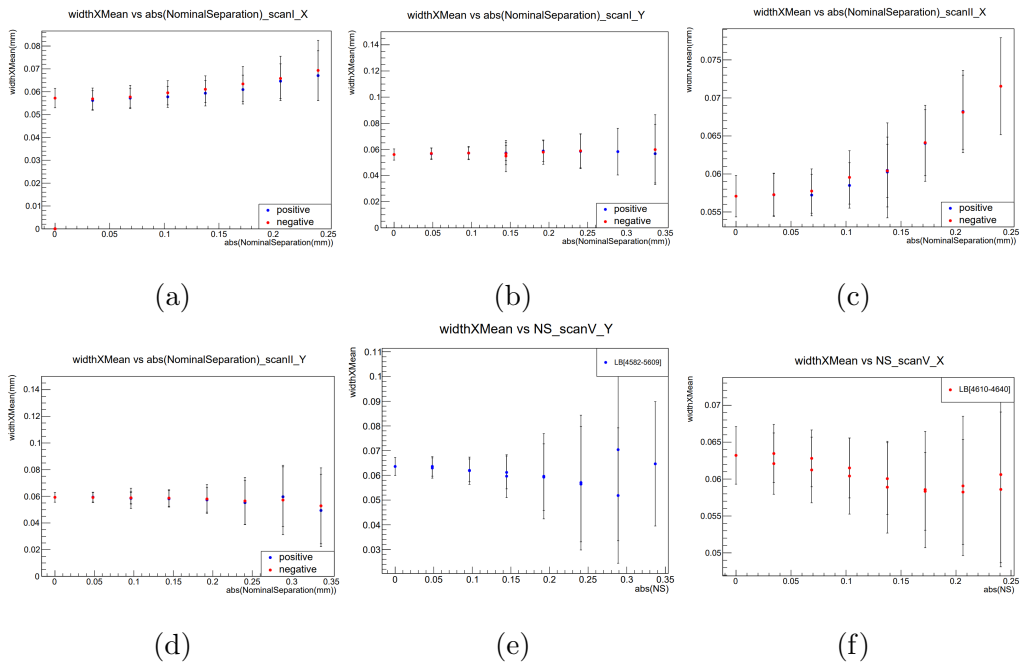 widthXMean vs abs(NominalSeparation)_scanI_X
widthXMean(mm)
0.08
0.07
0.06
0.05
0.04
0.03
0.02
0.01
0
0 0.05 0.1 0.15 0.2 0.25
abs(NominalSeparation(mm))
positive
negative
(a)
widthXMean vs abs(NominalSeparation)_scanI_Y
widthXMean(mm)
0.14
0.12
0.1
0.08
0.06
0.04
0.02
0
0 0.05 0.1 0.15 0.2 0.25 0.3 0.35
abs(NominalSeparation(mm))
positive
negative
(b)
widthXMean vs abs(NominalSeparation)_scanII_X
widthXMean(mm)
0.08
0.075
0.07
0.065
0.06
0.055
0 0.05 0.1 0.15 0.2 0.25
abs(NominalSeparation(mm))
positive
negative
(c)
widthXMean vs abs(NominalSeparation)_scanII_Y
widthXMean(mm)
0.14
0.12
0.1
0.08
0.06
0.04
0.02
0
0 0.05 0.1 0.15 0.2 0.25 0.3 0.35
abs(NominalSeparation(mm))
positive
negative
(d)
widthXMean vs NS_scanV_Y
widthXMean
0.11
0.1
0.09
0.08
0.07
0.06
0.05
0.04
0.03
0 0.05 0.1 0.15 0.2 0.25 0.3 0.35
abs(NS)
LB[4582-5609]
(e)
widthXMean vs NS_scanV_X
widthXMean
0.07
0.065
0.06
0.055
0.05
0 0.05 0.1 0.15 0.2 0.25
abs(NS)
LB[4610-4640]
(f)